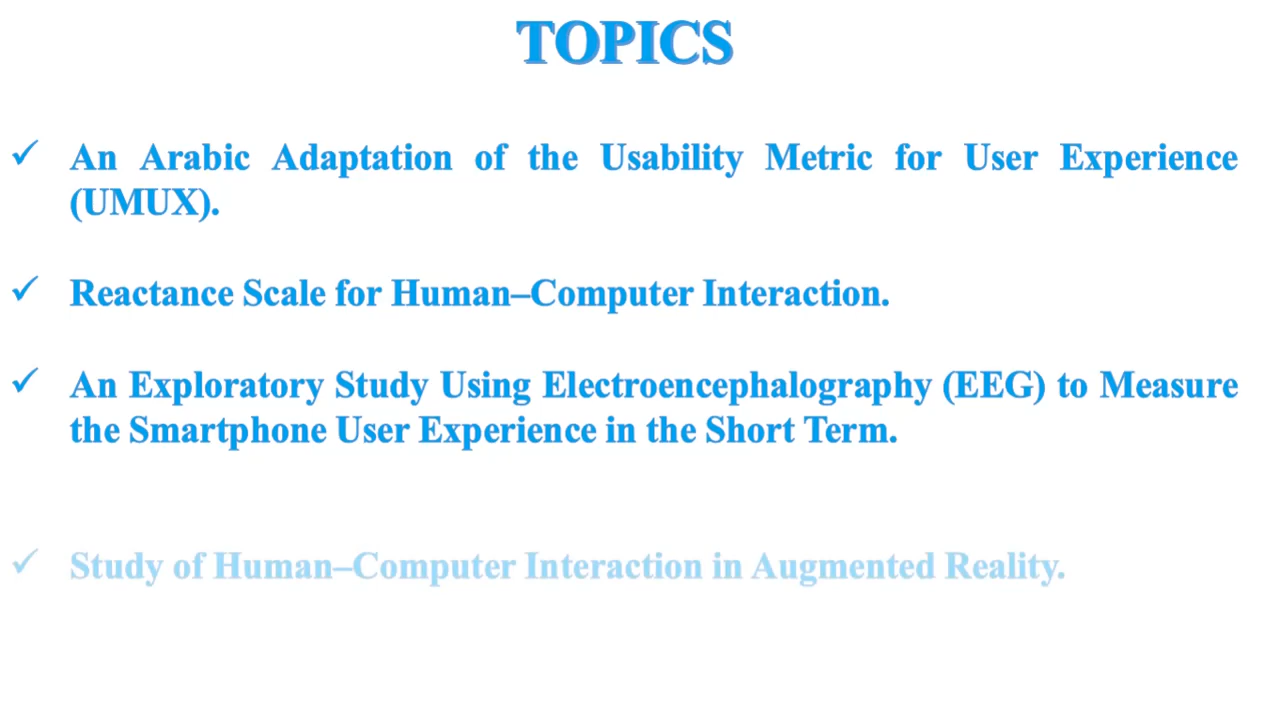 TOPICS
✓ An Arabic Adaptation of the Usability Metric for User Experience
(UMUX).
✓ Reactance Scale for Human–Computer Interaction.
✓ An Exploratory Study Using Electroencephalography (EEG) to Measure
the Smartphone User Experience in the Short Term.
✓ Study of Human–Computer Interaction in Augmented Reality.